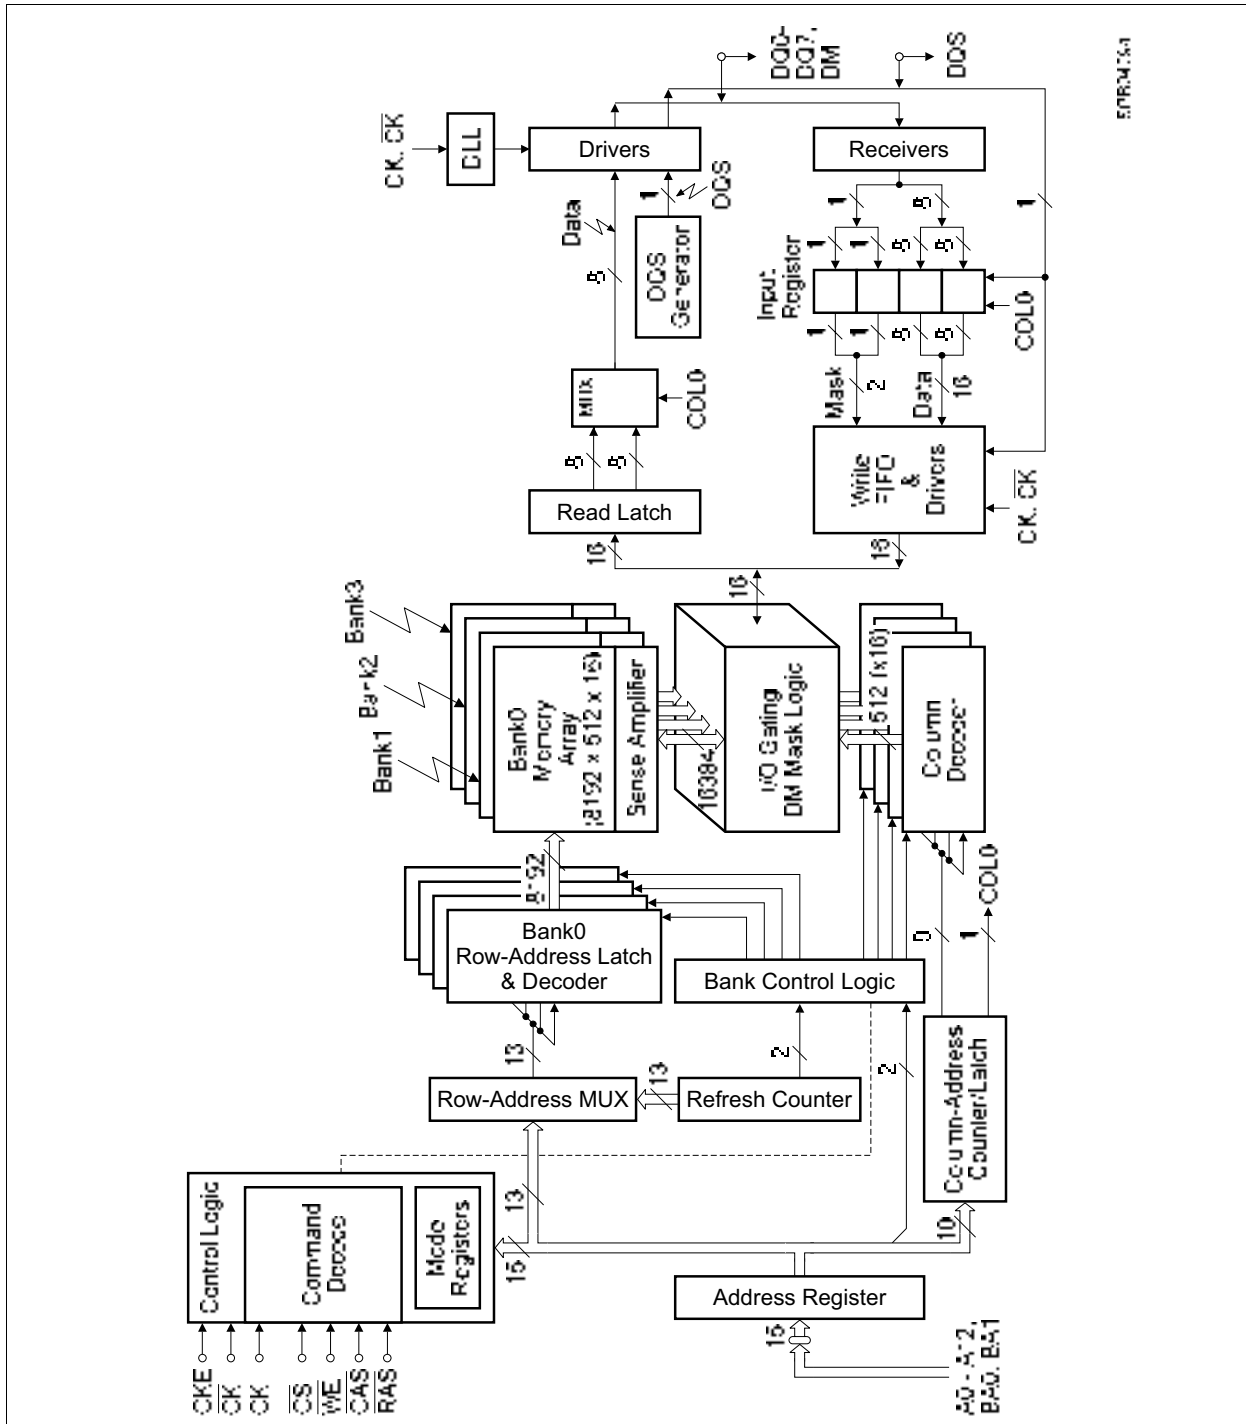 CK, CK
DLL
Drivers
DQ0-
DQ7,
DM
DQS
Receivers
Data
8
1
DQS
DQS
Generator
1
8
1
1
1
8
8
Input
Register
COL0
1
1
8
8
Mask
2
Data
16
MUX
COL0
8
8
Read Latch
Write
FIFO
&
Drivers
CK, CK
16
16
16
Bank3
Bank2
Bank1
Bank0
Memory
Array
(8192 x 512 x 16)
Sense Amplifier
16384
I/O Gating
DM Mask Logic
512 (x16)
Column
Decoder
8192
Bank0
Row-Address Latch
& Decoder
Bank Control Logic
9
1
COL0
13
2
2
Row-Address MUX
13
Refresh Counter
Column-Address
Counter/Latch
Control Logic
Command
Decode
Mode
Registers
13
15
10
Address Register
15
A0 - A12,
BA0, BA1
CKE
CK
CK
CS
WE
CAS
RAS